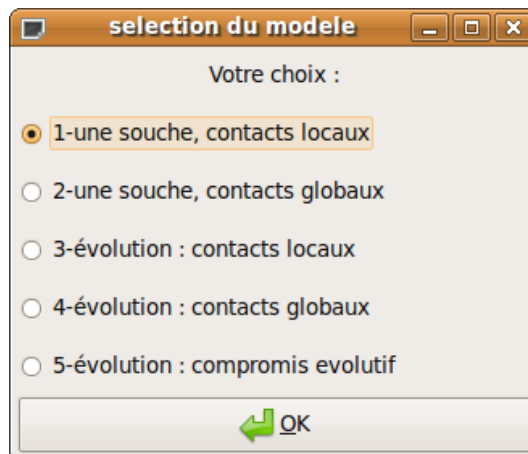 selection du modele
Votre choix :
1-une souche, contacts locaux
2-une souche, contacts globaux
3-évolution : contacts locaux
4-évolution : contacts globaux
5-évolution : compromis evolutif
OK